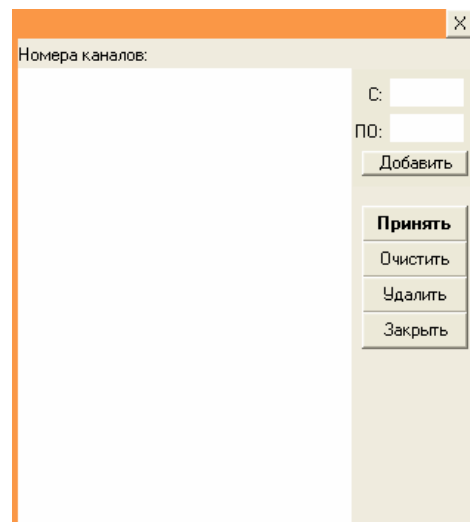 X
Номера каналов:
С:
ПО:
Добавить
Принять
Очистить
Удалить
Закрыть